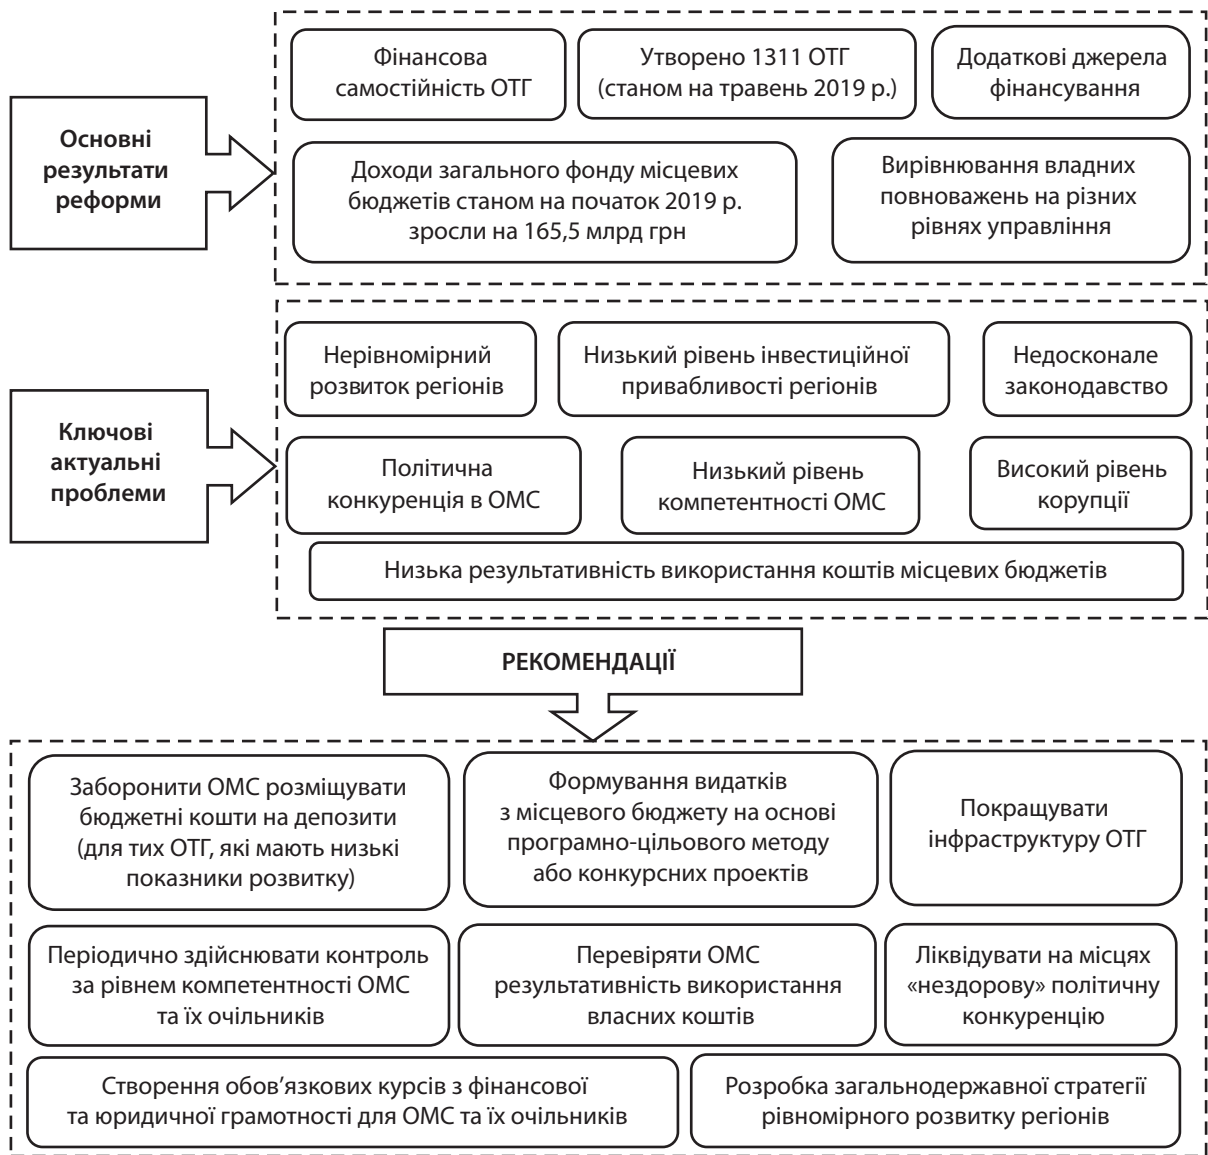 Основні
результати
реформи
Фінансова
самостійність ОТГ
Утворено 1311 ОТГ
(станом на травень 2019 р.)
Додаткові джерела
фінансування
Доходи загального фонду місцевих
бюджетів станом на початок 2019 р.
зросли на 165,5 млрд грн
Вирівнювання владних
повноважень на різних
рівнях управління
Ключові
актуальні
проблеми
Нерівномірний
розвиток регіонів
Низький рівень інвестиційної
привабливості регіонів
Недосконале
законодавство
Політична
конкуренція в ОМС
Низький рівень
компетентності ОМС
Високий рівень
корупції
Низька результативність використання коштів місцевих бюджетів
РЕКОМЕНДАЦІЇ
Заборонити ОМС розміщувати
бюджетні кошти на депозити
(для тих ОТГ, які мають низькі
показники розвитку)
Формування видатків
з місцевого бюджету на основі
програмно-цільового методу
або конкурсних проектів
Покращувати
інфраструктуру ОТГ
Періодично здійснювати контроль
за рівнем компетентності ОМС
та їх очільників
Перевіряти ОМС
результативність використання
власних коштів
Ліквідувати на місцях
«нездорову» політичну
конкуренцію
Створення обов’язкових курсів з фінансової
та юридичної грамотності для ОМС та їх очільників
Розробка загальнодержавної стратегії
рівномірного розвитку регіонів